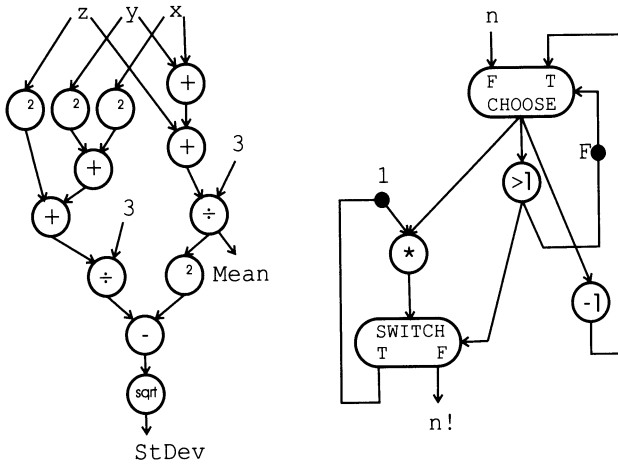 z y x
2 2 2 +
+ + 3
+ 3 ÷
÷ 2 Mean
-
sqrt
StDev
n
F T
CHOOSE
F
1 >1
*
-1
SWITCH
T F
n!